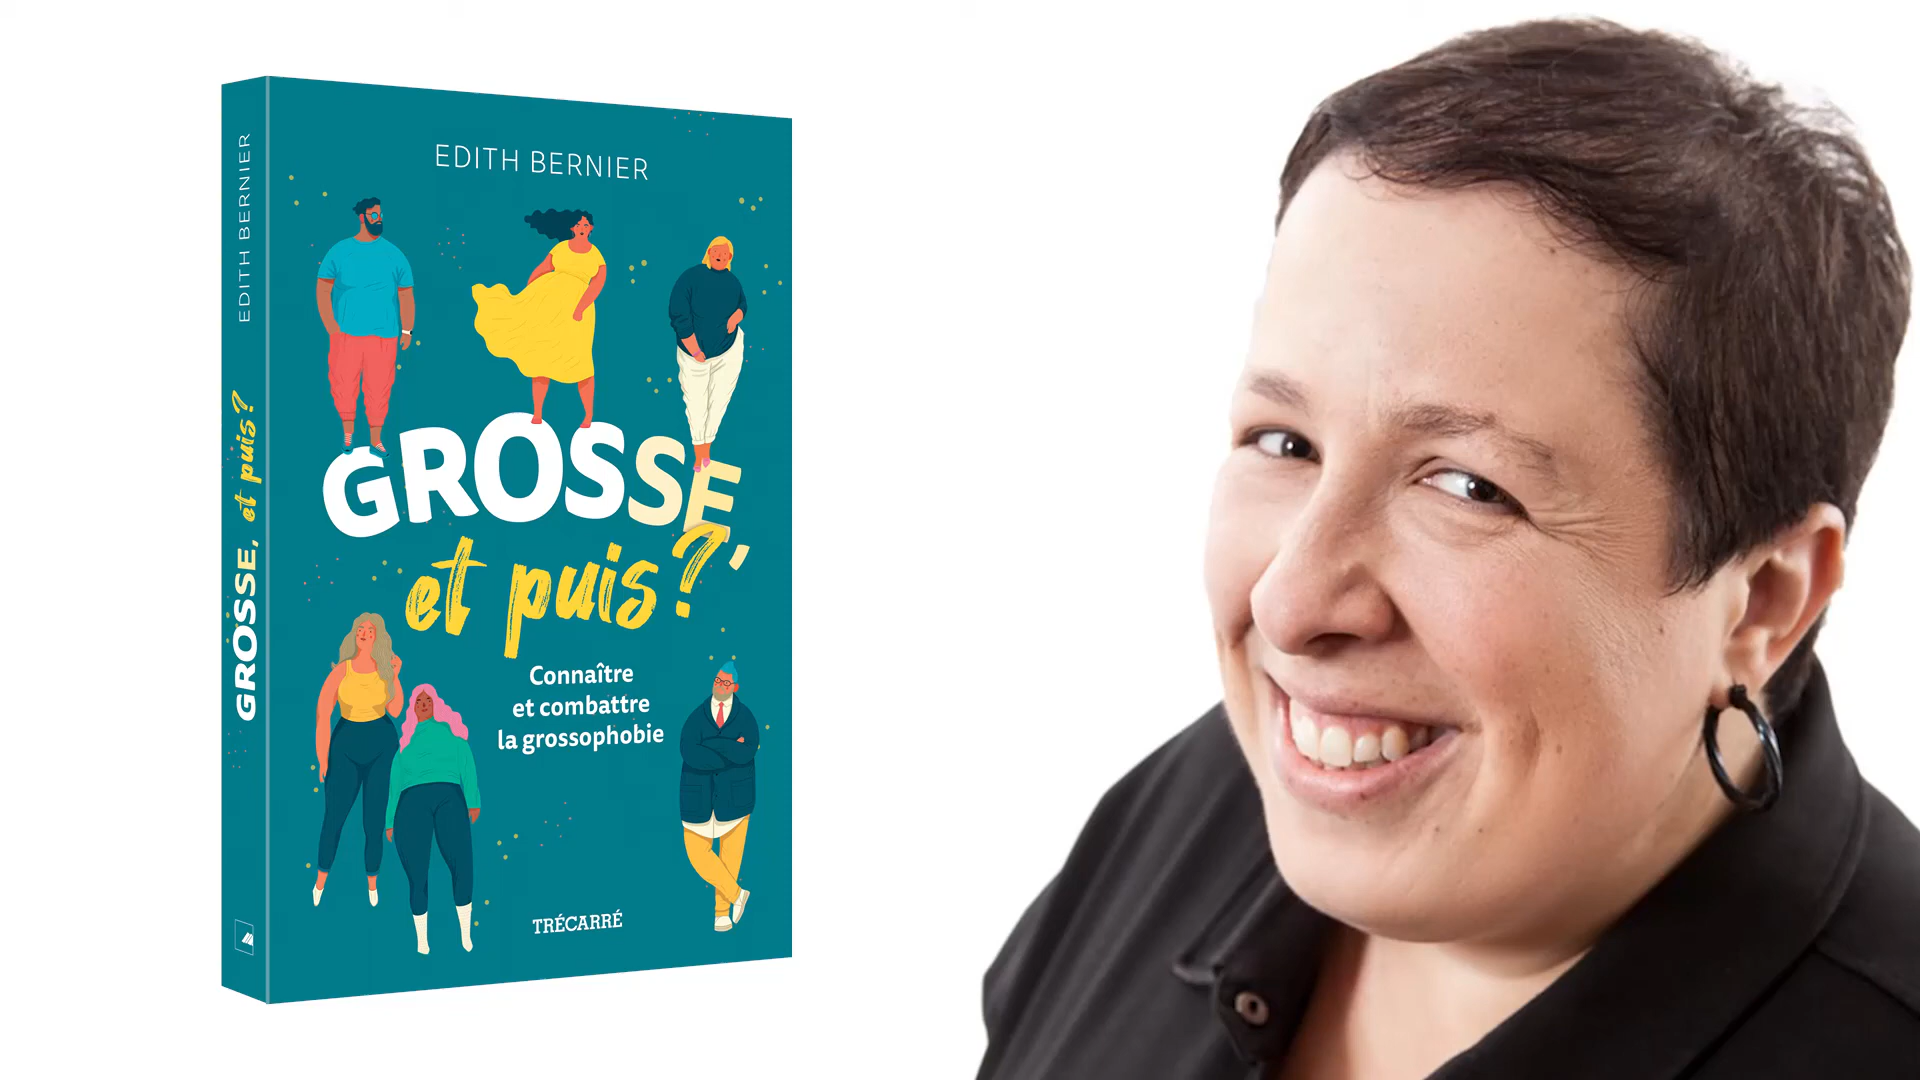 EDITH BERNIER
GROSSE, et puis?
EDITH BERNIER
GROSSE,
et puis?
Connaître
et combattre
la grossophobie
TRÉCARRÉ